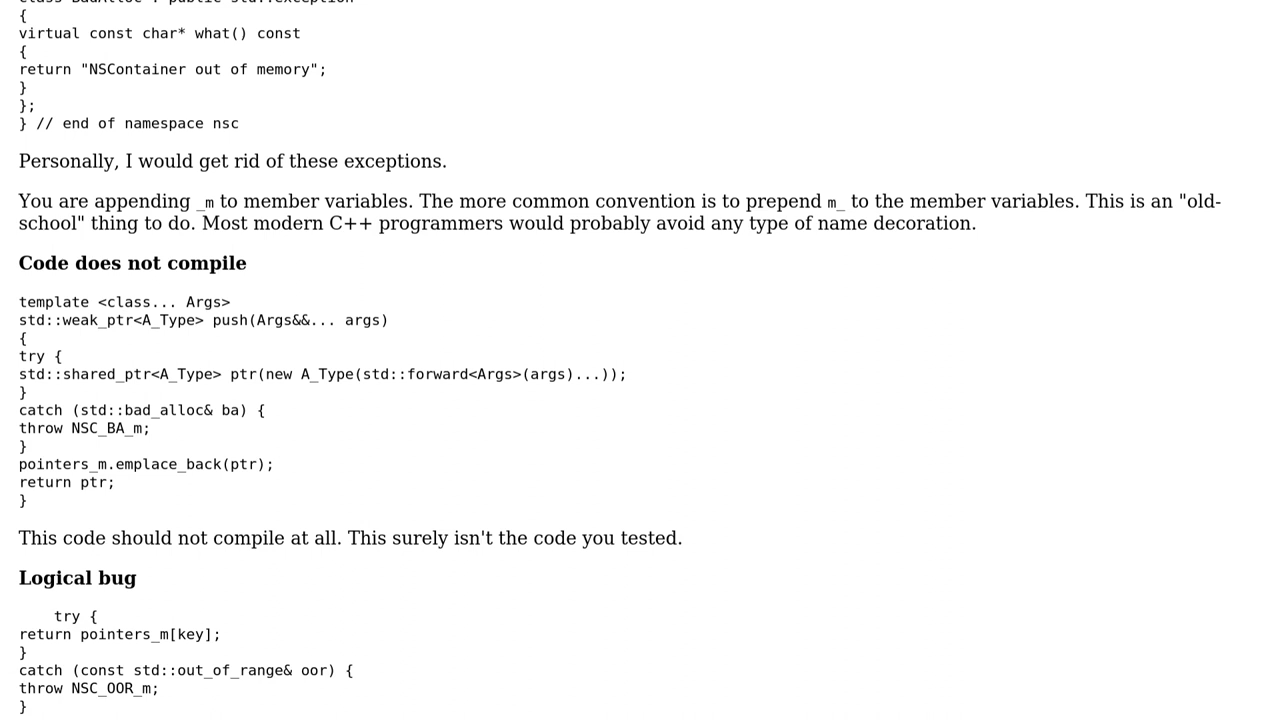 class BadAlloc : public std::exception
{
virtual const char* what() const
{
return "NSContainer out of memory";
}
};
} // end of namespace nsc
Personally, I would get rid of these exceptions.
You are appending _m to member variables. The more common convention is to prepend m_ to the member variables. This is an "old-
school" thing to do. Most modern C++ programmers would probably avoid any type of name decoration.
Code does not compile
template <class... Args>
std::weak_ptr<A_Type> push(Args&&... args)
{
try {
std::shared_ptr<A_Type> ptr(new A_Type(std::forward<Args>(args)...));
}
catch (std::bad_alloc& ba) {
throw NSC_BA_m;
}
pointers_m.emplace_back(ptr);
return ptr;
}
This code should not compile at all. This surely isn't the code you tested.
Logical bug
    try {
return pointers_m[key];
}
catch (const std::out_of_range& oor) {
throw NSC_OOR_m;
}